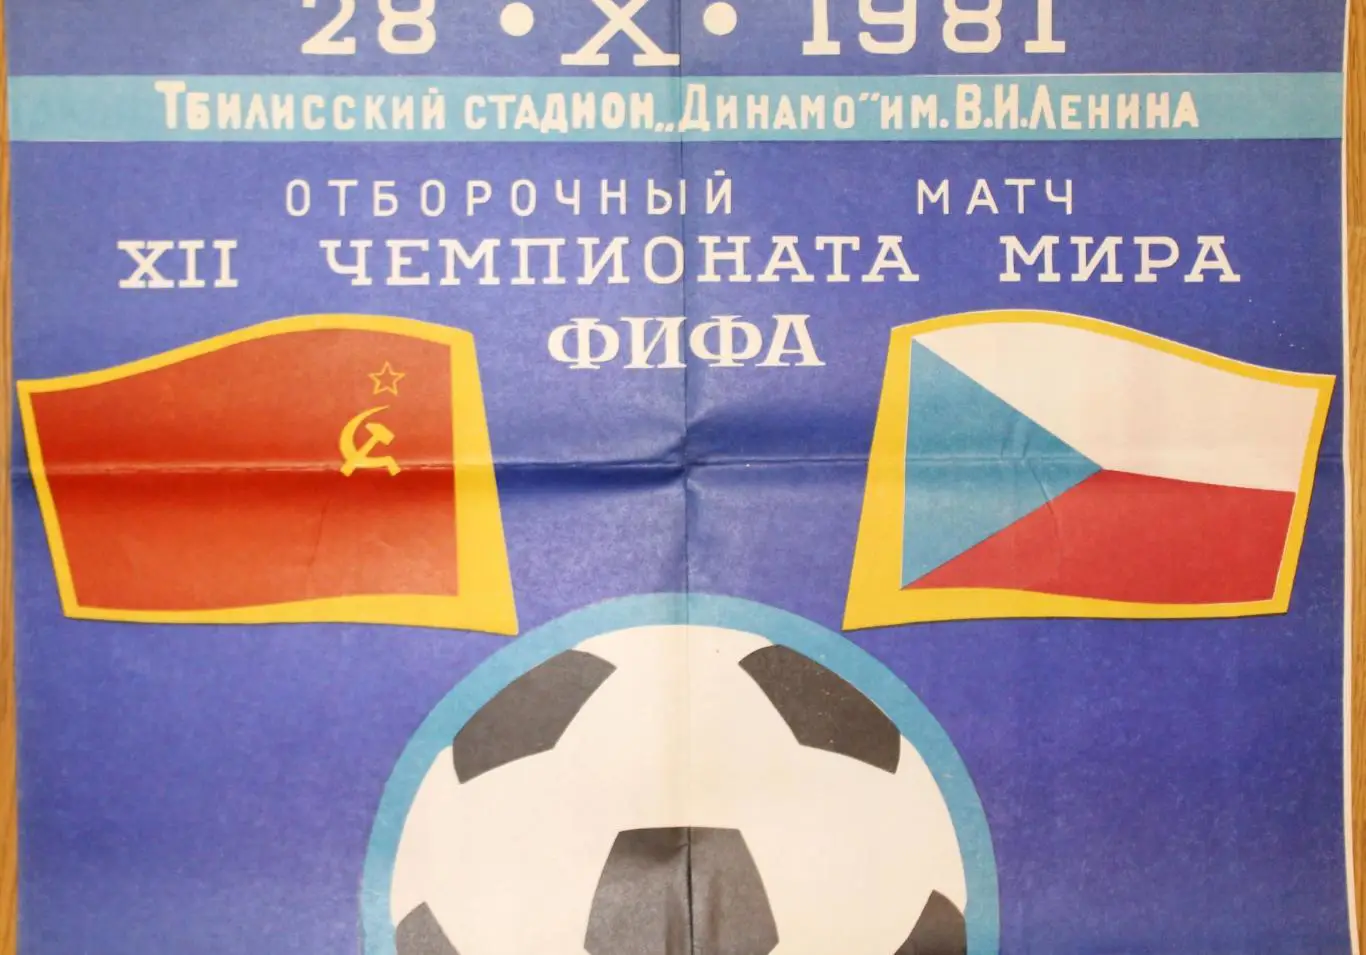 28 · X · 1981
Тбилисский стадион „Динамо" им. В.И.Ленина
ОТБОРОЧНЫЙ МАТЧ
XII ЧЕМПИОНАТА МИРА
ФИФА